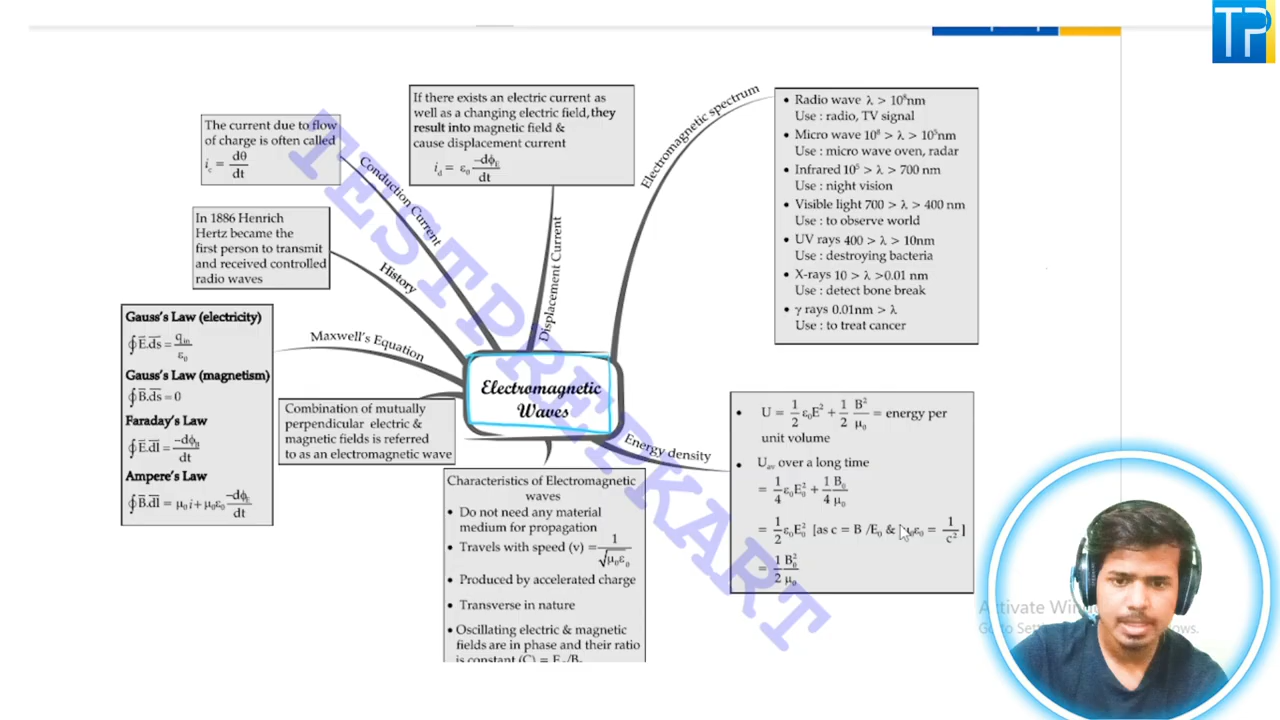 TP
If there exists an electric current as
well as a changing electric field, they
result into magnetic field &
cause displacement current
i_d = ε₀ -dϕ_E/dt
The current due to flow
of charge is often called
i_c = dθ/dt
Conduction Current
Displacement Current
Electromagnetic spectrum
• Radio wave λ > 10⁸nm
Use : radio, TV signal
• Micro wave 10⁸ > λ > 10⁵nm
Use : micro wave oven, radar
• Infrared 10⁵ > λ > 700 nm
Use : night vision
• Visible light 700 > λ > 400 nm
Use : to observe world
• UV rays 400 > λ > 10nm
Use : destroying bacteria
• X-rays 10 > λ >0.01 nm
Use : detect bone break
• γ rays 0.01nm > λ
Use : to treat cancer
In 1886 Henrich
Hertz became the
first person to transmit
and received controlled
radio waves
History
Gauss's Law (electricity)
∮E⃗.ds⃗ = q_in/ε₀
Gauss's Law (magnetism)
∮B⃗.ds⃗ = 0
Faraday's Law
∮E⃗.dl⃗ = -dϕ_B/dt
Ampere's Law
∮B⃗.dl⃗ = μ₀ i + μ₀ε₀ -dϕ_E/dt
Maxwell's Equation
Electromagnetic
Waves
Combination of mutually
perpendicular electric &
magnetic fields is referred
to as an electromagnetic wave
Characteristics of Electromagnetic
waves
• Do not need any material
medium for propagation
• Travels with speed (v) = 1/√μ₀ε₀
• Produced by accelerated charge
• Transverse in nature
• Oscillating electric & magnetic
fields are in phase and their ratio
is constant (C) =
Energy density
• U = 1/2 ε₀E² + 1/2 B²/μ₀ = energy per
unit volume
• U_av over a long time
= 1/4 ε₀E₀² + 1/4 B₀/μ₀
= 1/2 ε₀E₀² [as c = B /E₀ & μ₀ε₀ = 1/c² ]
= 1/2 B₀²/μ₀
TESTPREPKART
Activate
Go to